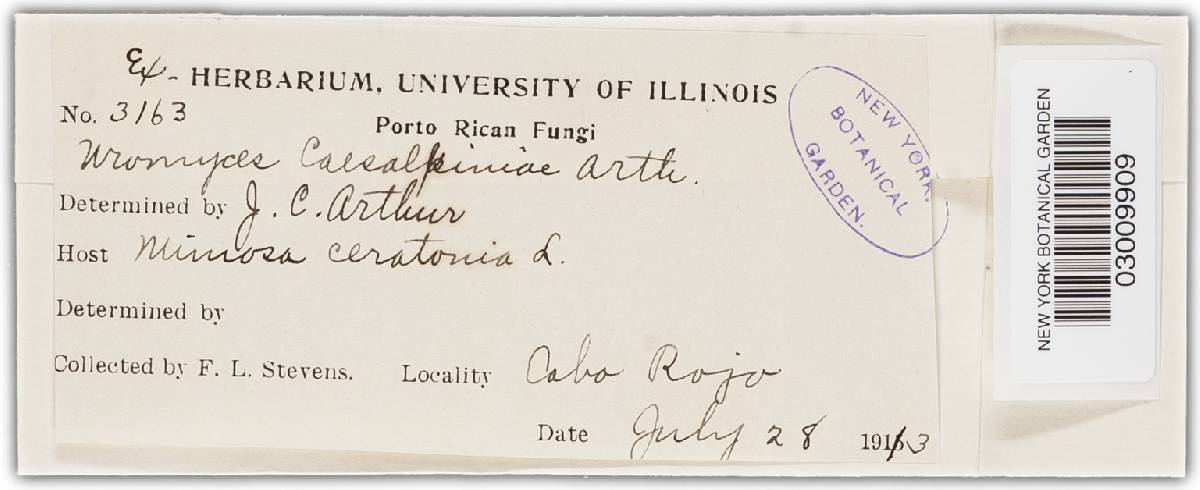 Ex- HERBARIUM, UNIVERSITY OF ILLINOIS
No. 3163
Porto Rican Fungi
Uromyces Caesalpiniae Arth.
Determined by J. C. Arthur
Host Mimosa ceratonia L.
Determined by
Collected by F. L. Stevens. Locality Cabo Rojo
Date July 28 1913
NEW YORK
BOTANICAL
GARDEN.
NEW YORK BOTANICAL GARDEN
03009909